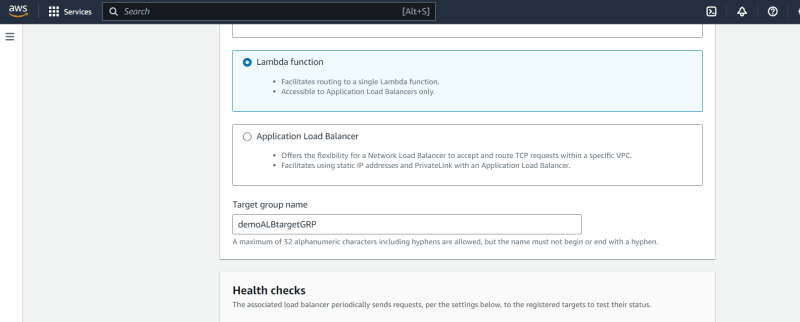 aws
Services
Search
[Alt+S]
Lambda function
• Facilitates routing to a single Lambda function.
• Accessible to Application Load Balancers only.
Application Load Balancer
• Offers the flexibility for a Network Load Balancer to accept and route TCP requests within a specific VPC.
• Facilitates using static IP addresses and PrivateLink with an Application Load Balancer.
Target group name
demoALBtargetGRP
A maximum of 32 alphanumeric characters including hyphens are allowed, but the name must not begin or end with a hyphen.
Health checks
The associated load balancer periodically sends requests, per the settings below, to the registered targets to test their status.